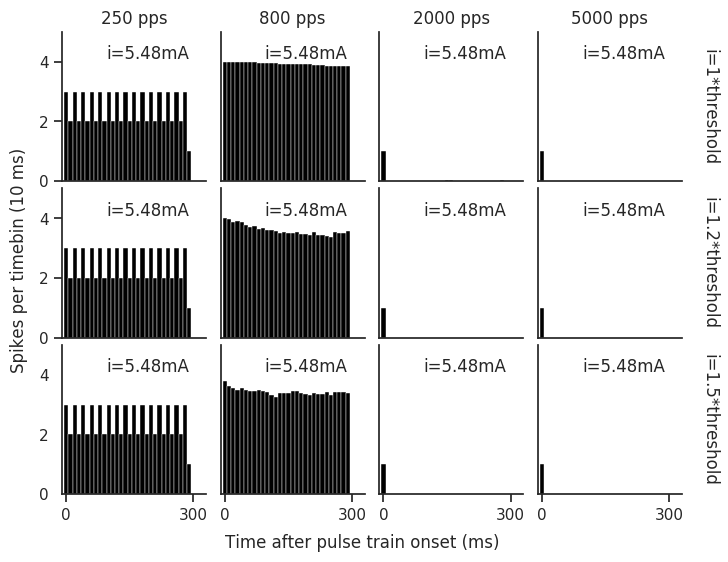 250 pps 800 pps 2000 pps 5000 pps
i=5.48mA i=5.48mA i=5.48mA i=5.48mA
i=1*threshold
4
2
0
i=5.48mA i=5.48mA i=5.48mA i=5.48mA
i=1.2*threshold
4
2
0
Spikes per timebin (10 ms)
i=5.48mA i=5.48mA i=5.48mA i=5.48mA
i=1.5*threshold
4
2
0
0 300 0 300 0 300 0 300
Time after pulse train onset (ms)